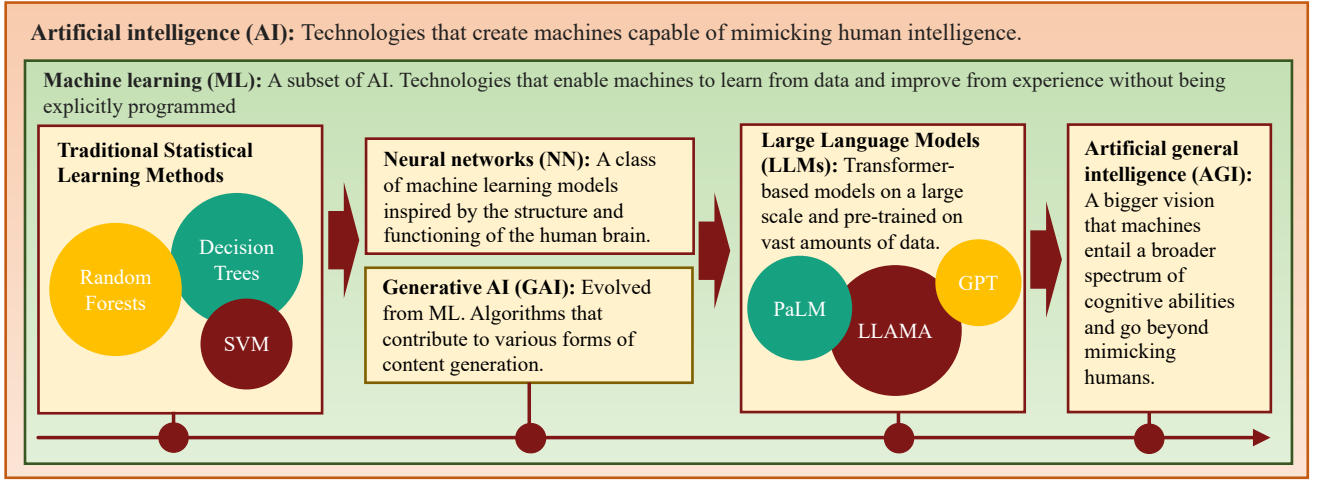 Artificial intelligence (AI): Technologies that create machines capable of mimicking human intelligence.
Machine learning (ML): A subset of AI. Technologies that enable machines to learn from data and improve from experience without being
explicitly programmed
Traditional Statistical
Learning Methods
Random
Forests
Decision
Trees
SVM
Neural networks (NN): A class
of machine learning models
inspired by the structure and
functioning of the human brain.
Generative AI (GAI): Evolved
from ML. Algorithms that
contribute to various forms of
content generation.
Large Language Models
(LLMs): Transformer-
based models on a large
scale and pre-trained on
vast amounts of data.
PaLM
LLAMA
GPT
Artificial general
intelligence (AGI):
A bigger vision
that machines
entail a broader
spectrum of
cognitive abilities
and go beyond
mimicking
humans.